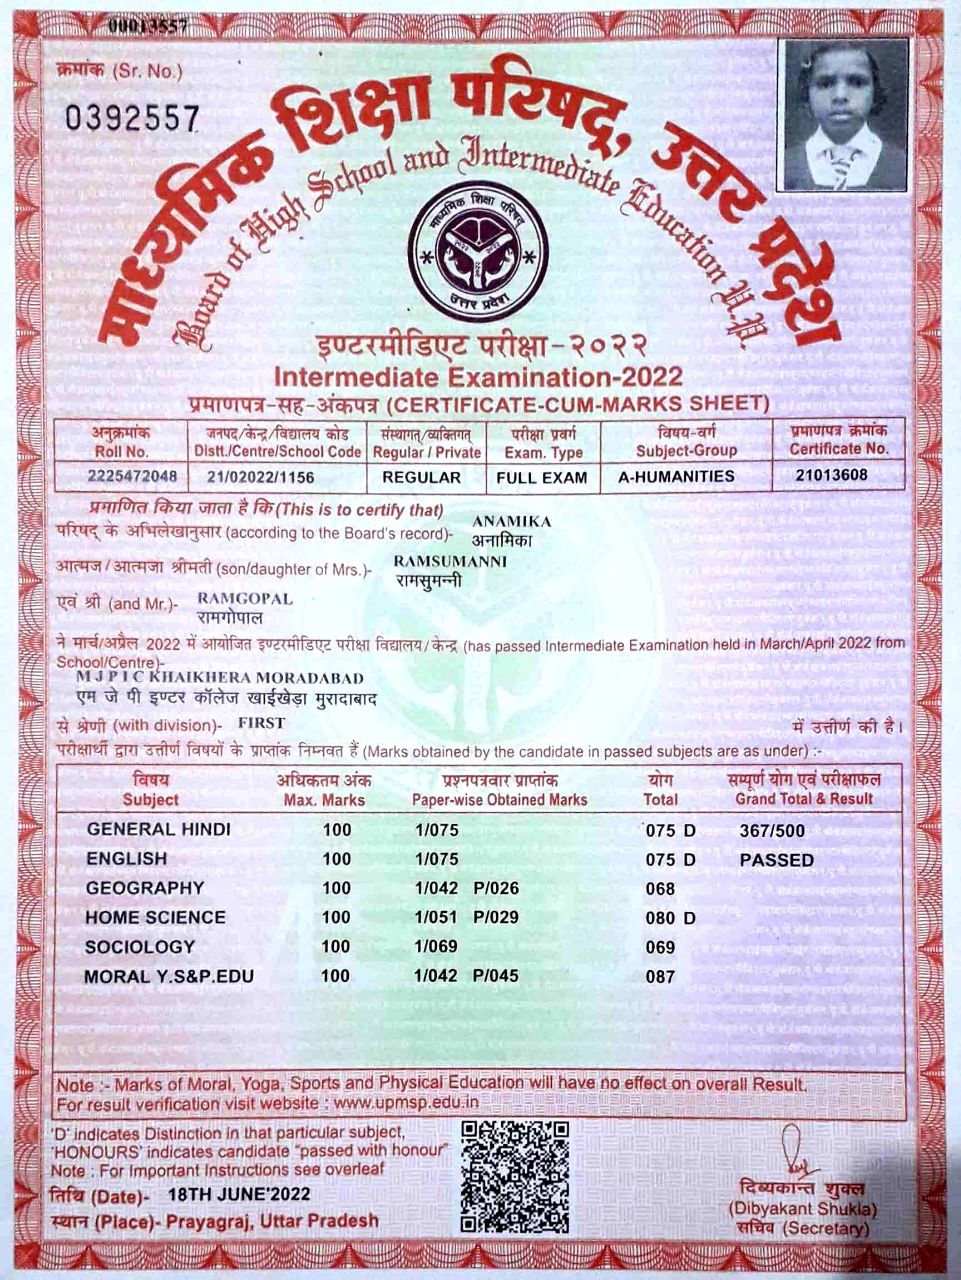 00013557
क्रमांक (Sr. No.)
0392557
माध्यमिक शिक्षा परिषद्, उत्तर प्रदेश
Board of High School and Intermediate Education U.P.
माध्यमिक शिक्षा परिषद्
उत्तर प्रदेश
इण्टरमीडिएट परीक्षा-२०२२
Intermediate Examination-2022
प्रमाणपत्र-सह-अंकपत्र (CERTIFICATE-CUM-MARKS SHEET)
अनुक्रमांक जनपद/केन्द्र/विद्यालय कोड संस्थागत्/व्यक्तिगत् परीक्षा प्रवर्ग विषय-वर्ग प्रमाणपत्र क्रमांक
Roll No. Distt./Centre/School Code Regular / Private Exam. Type Subject-Group Certificate No.
2225472048 21/02022/1156 REGULAR FULL EXAM A-HUMANITIES 21013608
प्रमाणित किया जाता है कि (This is to certify that)
ANAMIKA
परिषद् के अभिलेखानुसार (according to the Board's record)- अनामिका
RAMSUMANNI
आत्मज/आत्मजा श्रीमती (son/daughter of Mrs.)- रामसुमन्नी
एवं श्री (and Mr.)- RAMGOPAL
रामगोपाल
ने मार्च/अप्रैल 2022 में आयोजित इण्टरमीडिएट परीक्षा विद्यालय/केन्द्र (has passed Intermediate Examination held in March/April 2022 from
School/Centre)-
M J P I C KHAIKHERA MORADABAD
एम जे पी इण्टर कॉलेज खाईखेड़ा मुरादाबाद
से श्रेणी (with division)- FIRST में उत्तीर्ण की है।
परीक्षार्थी द्वारा उत्तीर्ण विषयों के प्राप्तांक निम्नवत हैं (Marks obtained by the candidate in passed subjects are as under) :-
विषय अधिकतम अंक प्रश्नपत्रवार प्राप्तांक योग सम्पूर्ण योग एवं परीक्षाफल
Subject Max. Marks Paper-wise Obtained Marks Total Grand Total & Result
GENERAL HINDI 100 1/075 075 D 367/500
ENGLISH 100 1/075 075 D PASSED
GEOGRAPHY 100 1/042 P/026 068
HOME SCIENCE 100 1/051 P/029 080 D
SOCIOLOGY 100 1/069 069
MORAL Y.S&P.EDU 100 1/042 P/045 087
Note :- Marks of Moral, Yoga, Sports and Physical Education will have no effect on overall Result.
For result verification visit website : www.upmsp.edu.in
'D' indicates Distinction in that particular subject,
'HONOURS' indicates candidate "passed with honour"
Note : For Important Instructions see overleaf
तिथि (Date)- 18TH JUNE'2022
स्थान (Place)- Prayagraj, Uttar Pradesh
दिब्यकान्त शुक्ल
(Dibyakant Shukla)
सचिव (Secretary)